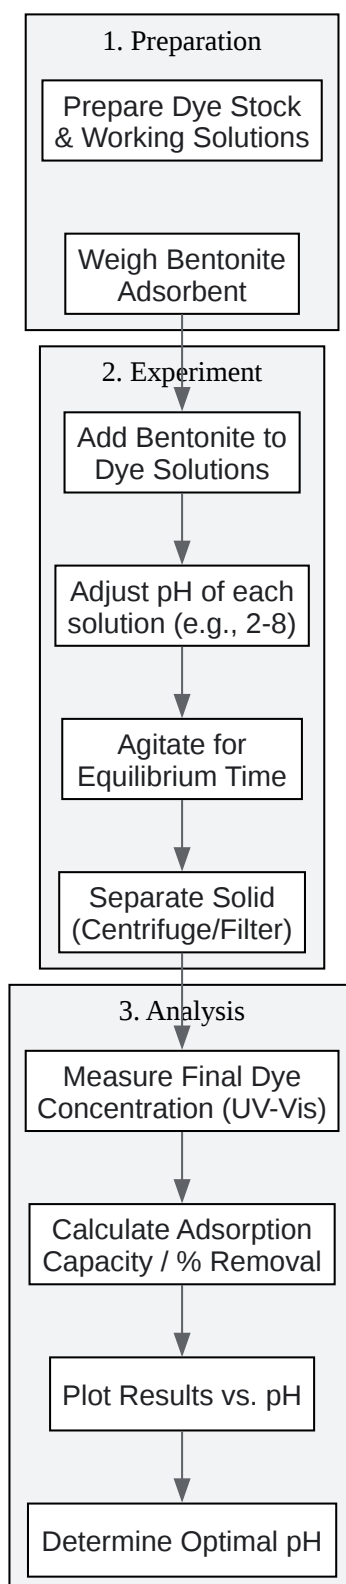 1. Preparation
Prepare Dye Stock
& Working Solutions
Weigh Bentonite
Adsorbent
2. Experiment
Add Bentonite to
Dye Solutions
Adjust pH of each
solution (e.g., 2-8)
Agitate for
Equilibrium Time
Separate Solid
(Centrifuge/Filter)
3. Analysis
Measure Final Dye
Concentration (UV-Vis)
Calculate Adsorption
Capacity / % Removal
Plot Results vs. pH
Determine Optimal pH